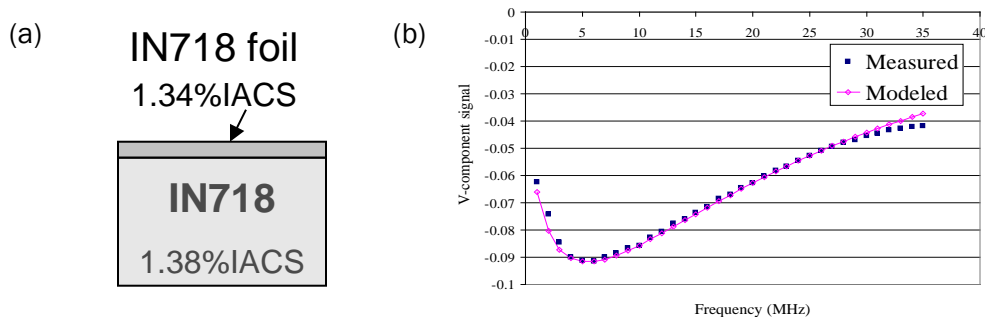 (a)
IN718 foil
1.34%IACS
IN718
1.38%IACS
(b)
0
-0.01
-0.02
-0.03
-0.04
-0.05
-0.06
-0.07
-0.08
-0.09
-0.1
0 5 10 15 20 25 30 35 40
V-component signal
Measured
Modeled
Frequency (MHz)